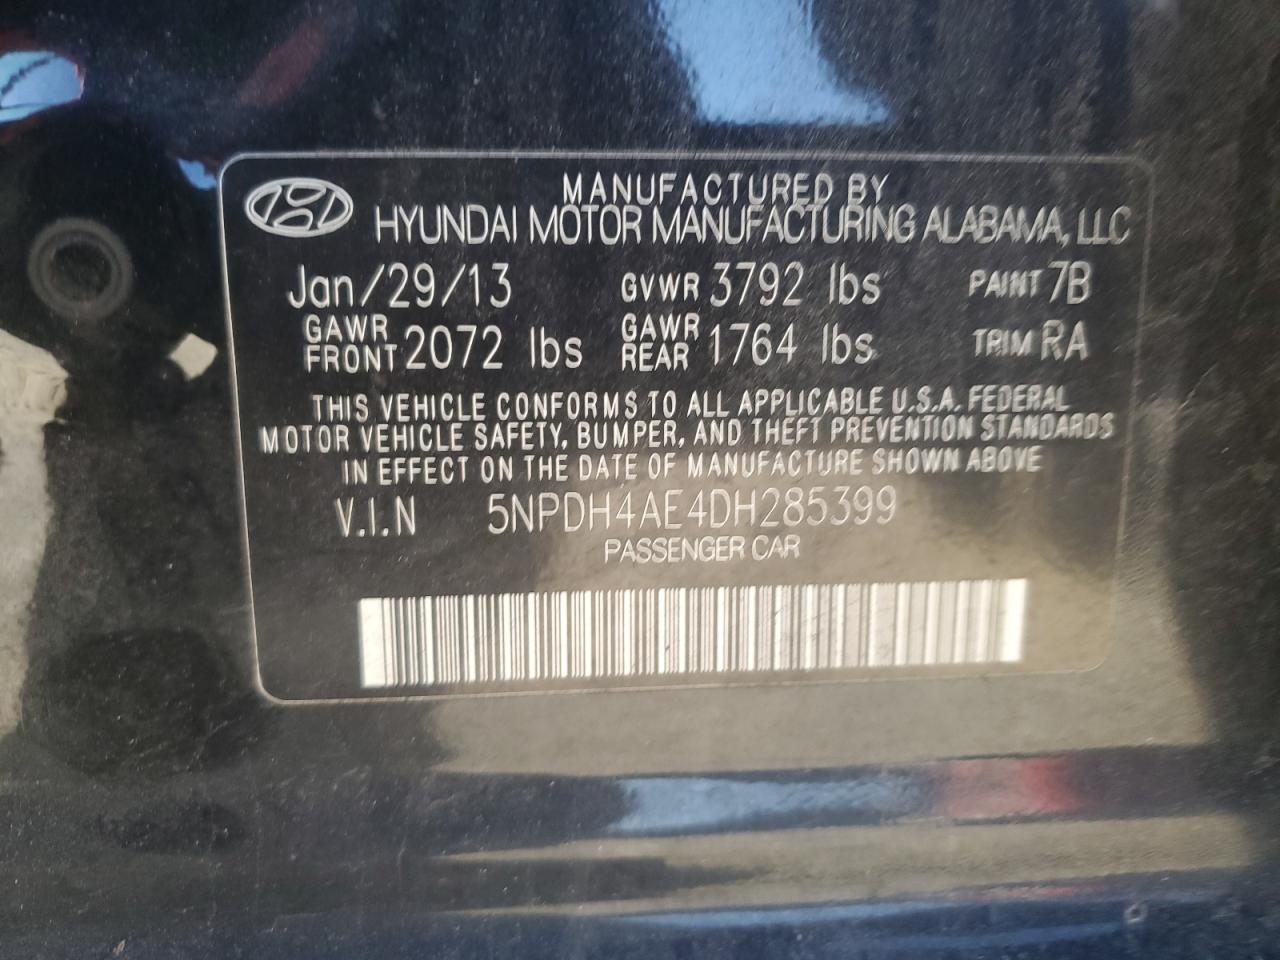 MANUFACTURED BY
HYUNDAI MOTOR MANUFACTURING ALABAMA, LLC
Jan/29/13 GVWR 3792 lbs PAINT 7B
GAWR FRONT 2072 lbs GAWR REAR 1764 lbs TRIM RA
THIS VEHICLE CONFORMS TO ALL APPLICABLE U.S.A. FEDERAL
MOTOR VEHICLE SAFETY, BUMPER, AND THEFT PREVENTION STANDARDS
IN EFFECT ON THE DATE OF MANUFACTURE SHOWN ABOVE
V.I.N 5NPDH4AE4DH285399
PASSENGER CAR